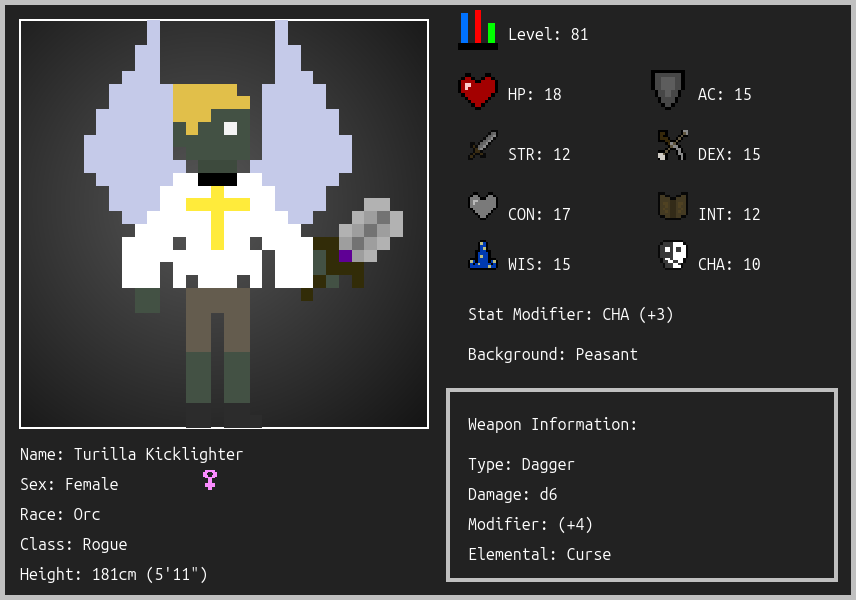 Level: 81
HP: 18
AC: 15
STR: 12
DEX: 15
CON: 17
INT: 12
WIS: 15
CHA: 10
Stat Modifier: CHA (+3)
Background: Peasant
Weapon Information:
Type: Dagger
Damage: d6
Modifier: (+4)
Elemental: Curse
Name: Turilla Kicklighter
Sex: Female
Race: Orc
Class: Rogue
Height: 181cm (5'11")